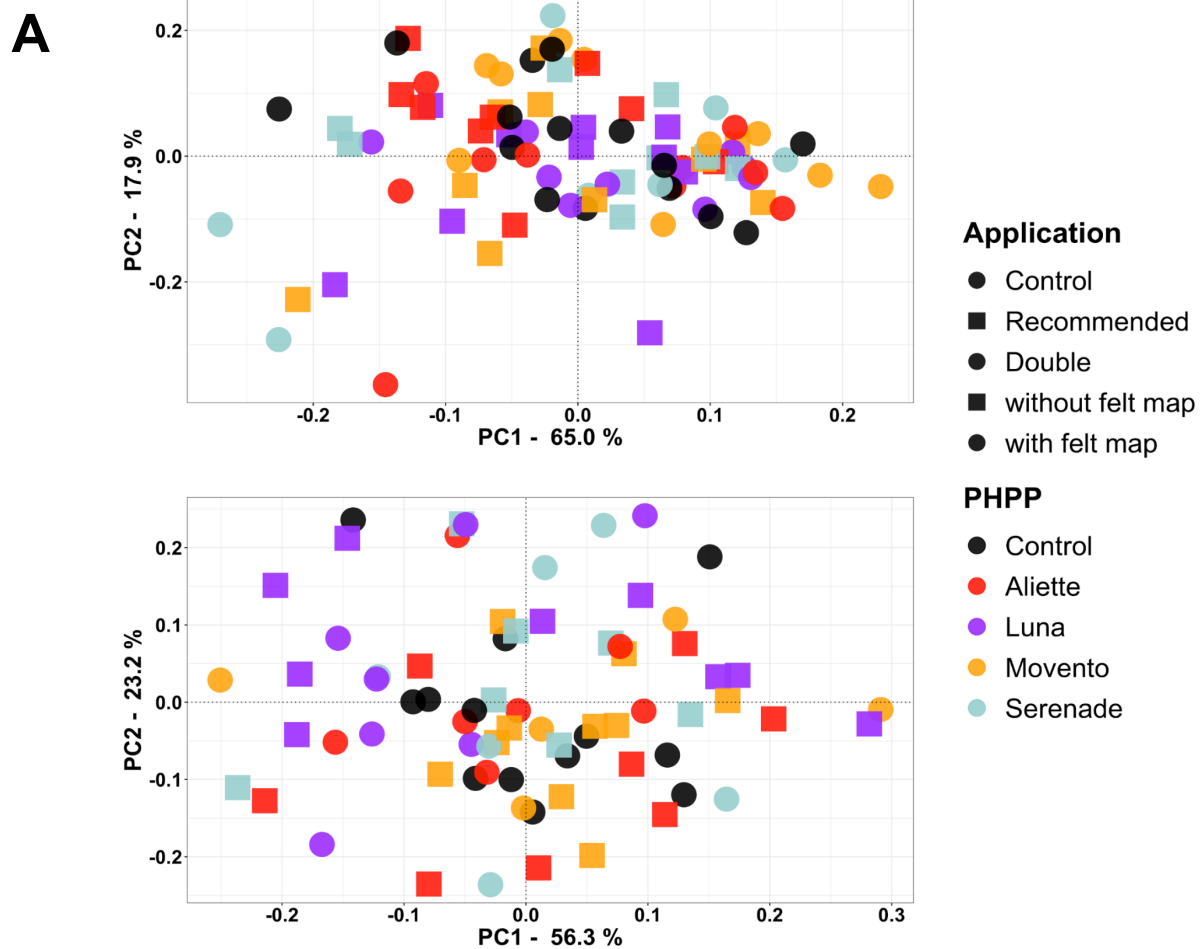 A
0.2
0.0
-0.2
PC2 - 17.9 %
-0.2
-0.1
0.0
0.1
0.2
PC1 - 65.0 %
0.2
0.1
0.0
-0.1
-0.2
PC2 - 23.2 %
-0.2
-0.1
0.0
0.1
0.2
0.3
PC1 - 56.3 %
Application
Control
Recommended
Double
without felt map
with felt map
PHPP
Control
Aliette
Luna
Movento
Serenade